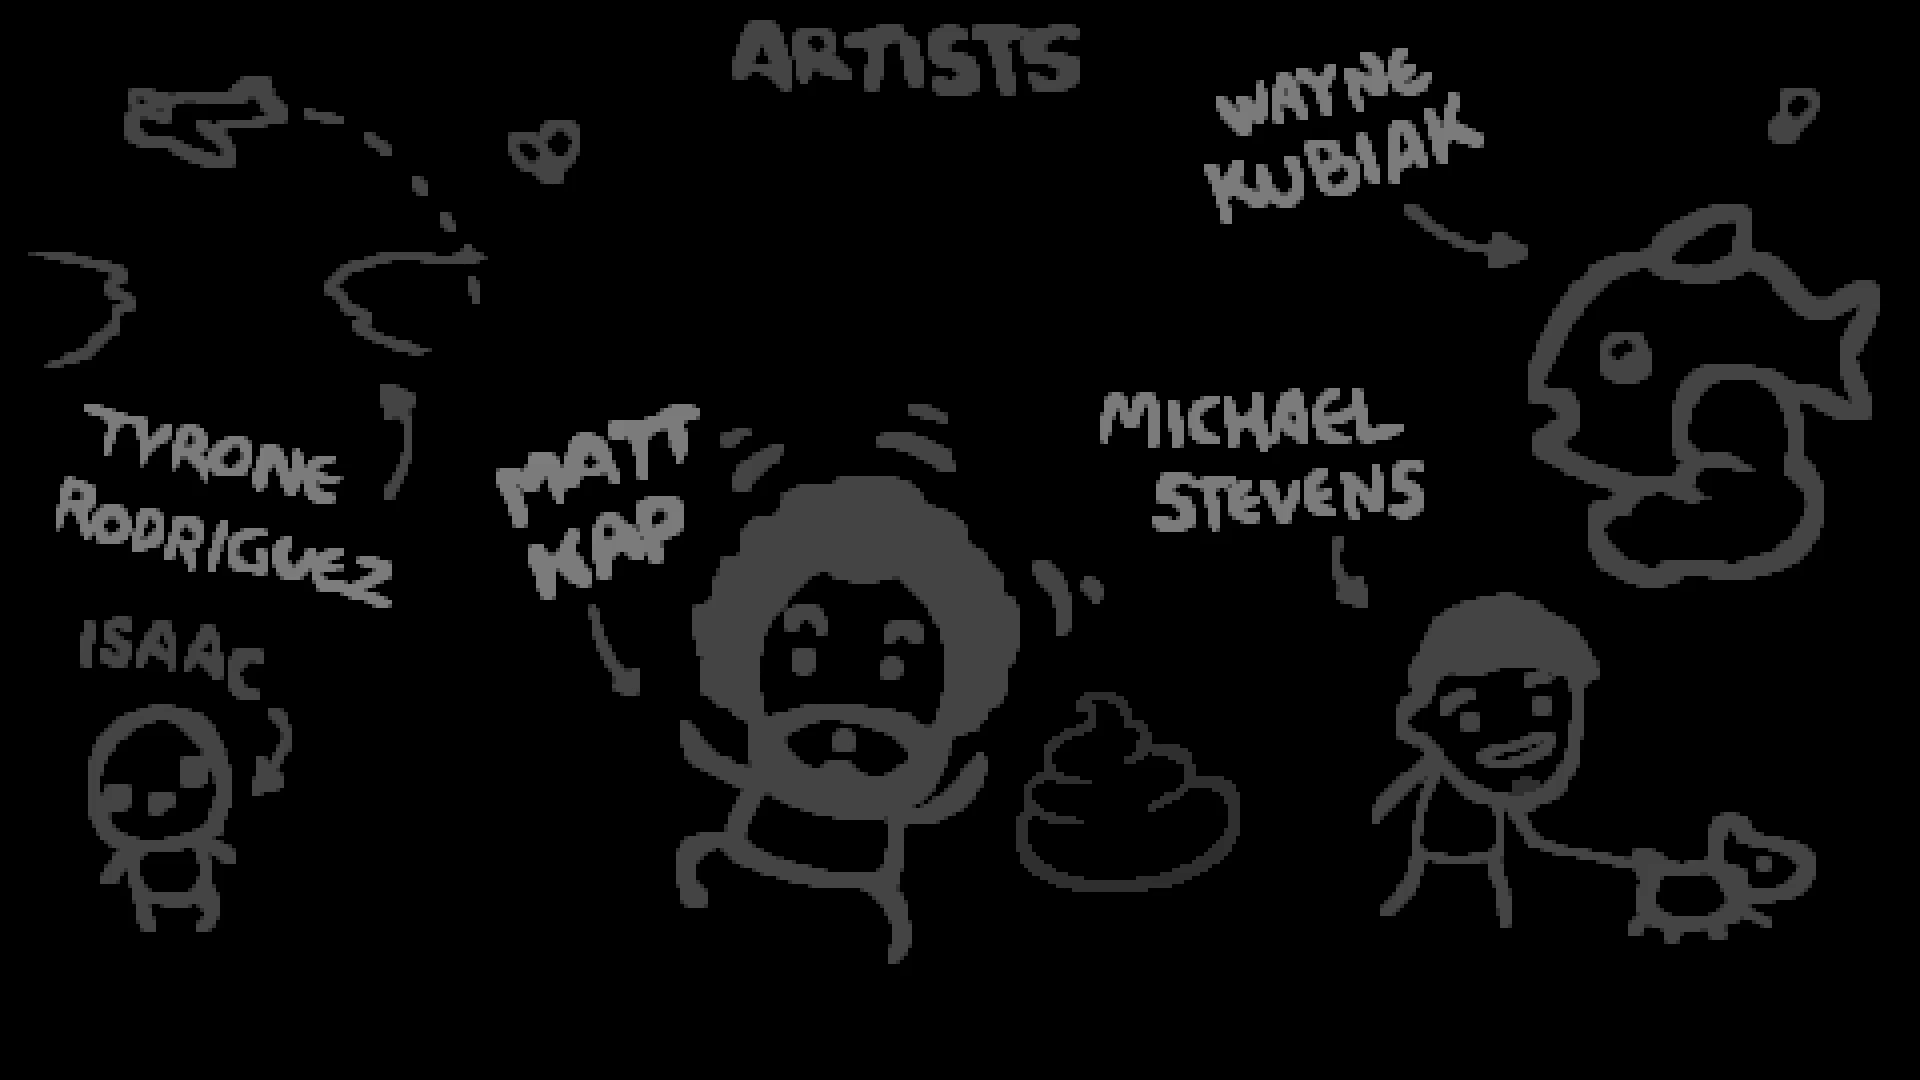 ARTISTS
WAYNE
KUBIAK
TYRONE
RODRIGUEZ
MATT
KAP
MICHAEL
STEVENS
ISAAC